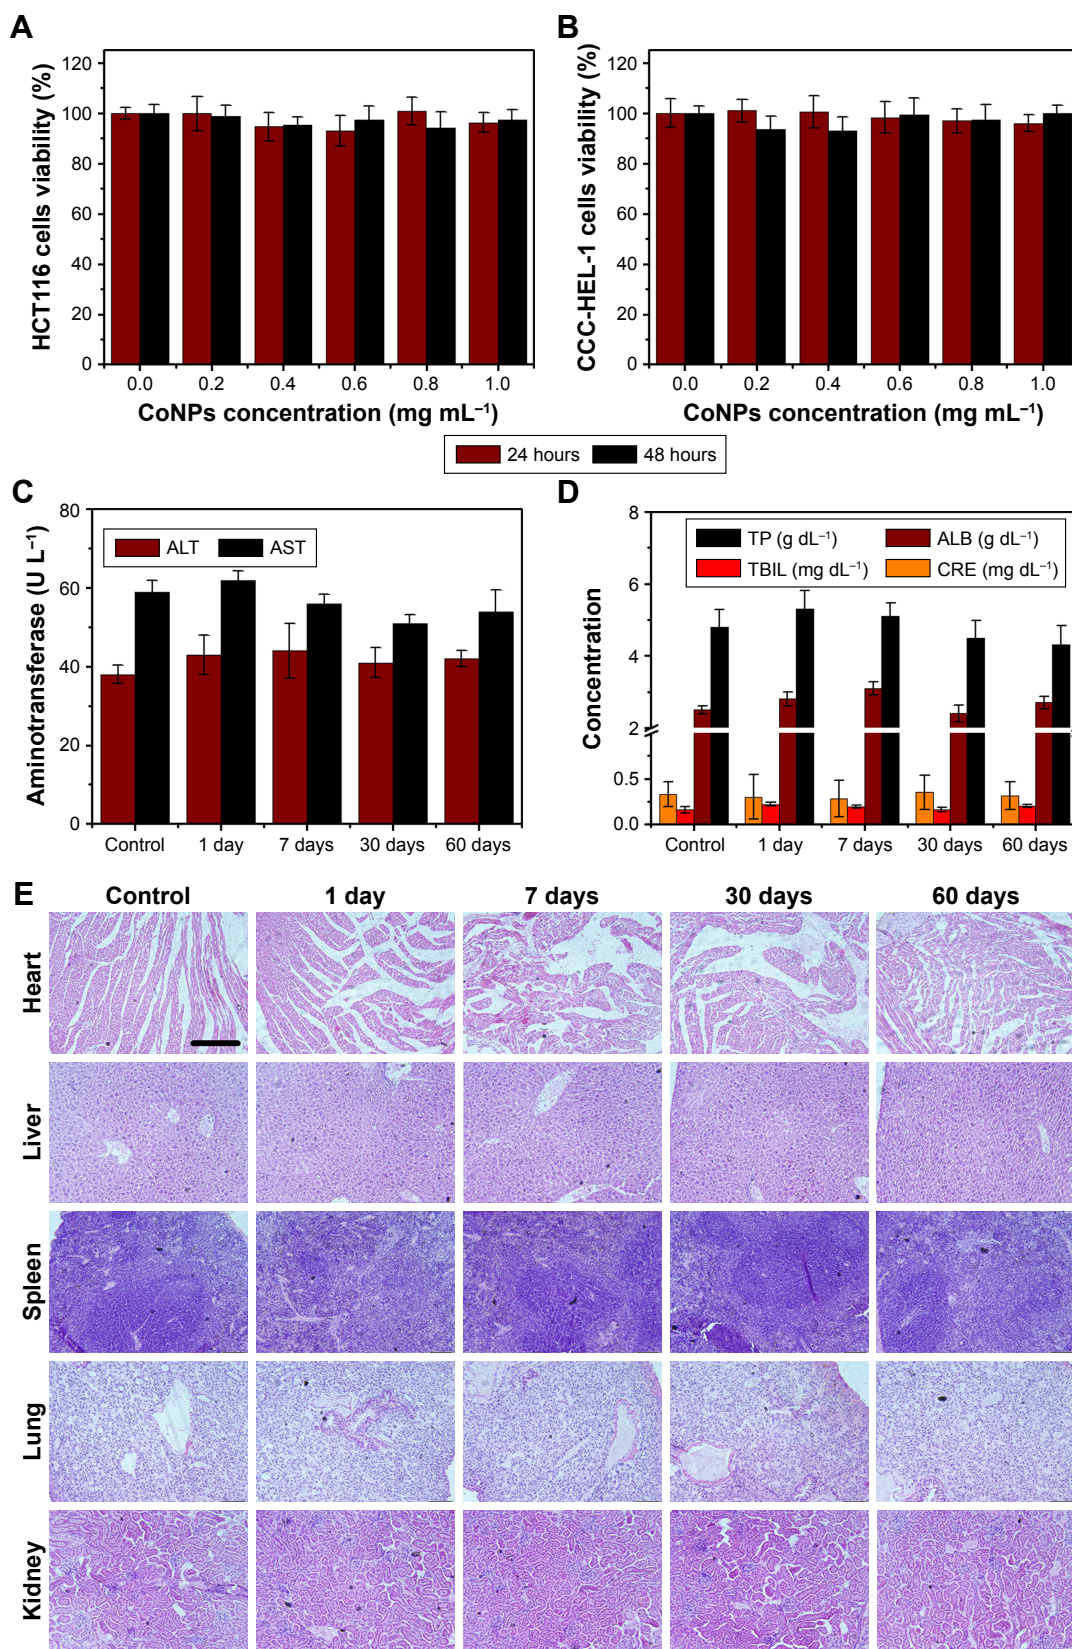 A
HCT116 cells viability (%)
120
100
80
60
40
20
0
0.0 0.2 0.4 0.6 0.8 1.0
CoNPs concentration (mg mL⁻¹)
B
CCC-HEL-1 cells viability (%)
120
100
80
60
40
20
0
0.0 0.2 0.4 0.6 0.8 1.0
CoNPs concentration (mg mL⁻¹)
24 hours 48 hours
C
Aminotransferase (U L⁻¹)
80
60
40
20
0
ALT AST
Control 1 day 7 days 30 days 60 days
D
Concentration
8
6
4
2
0.5
0.0
TP (g dL⁻¹) ALB (g dL⁻¹)
TBIL (mg dL⁻¹) CRE (mg dL⁻¹)
Control 1 day 7 days 30 days 60 days
E
Control 1 day 7 days 30 days 60 days
Heart
Liver
Spleen
Lung
Kidney